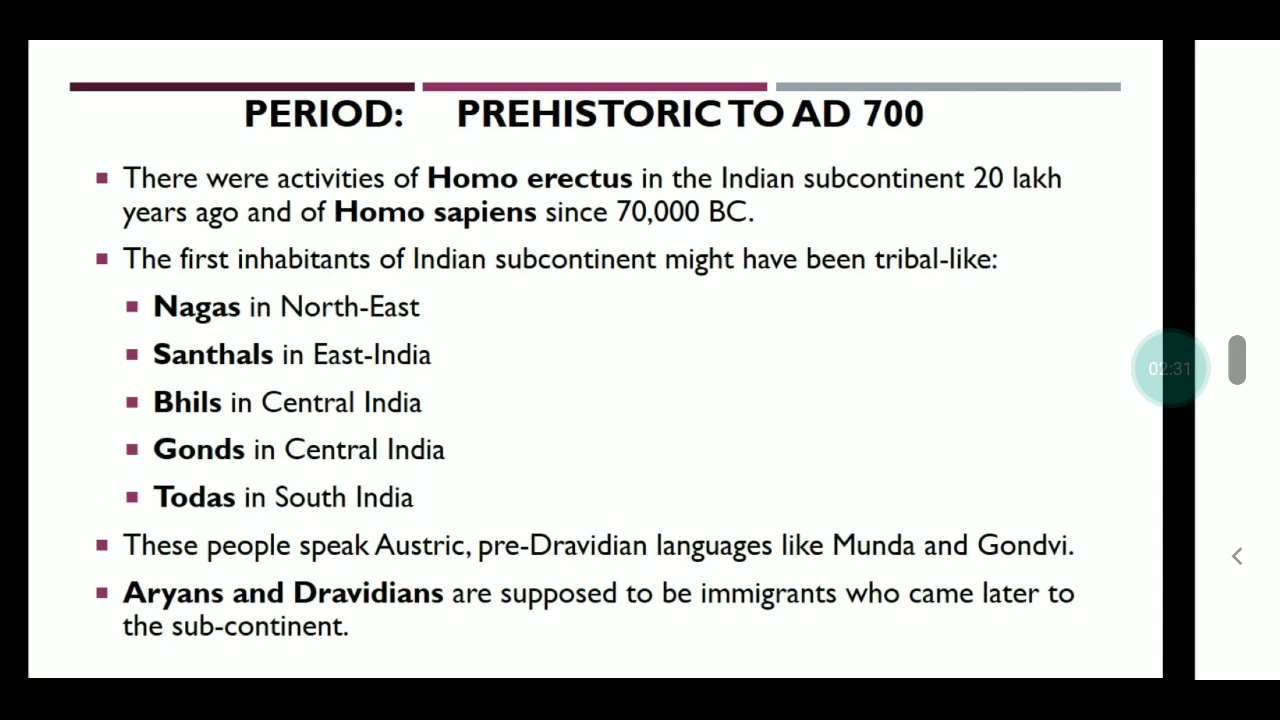 PERIOD: PREHISTORIC TO AD 700
There were activities of Homo erectus in the Indian subcontinent 20 lakh
years ago and of Homo sapiens since 70,000 BC.
The first inhabitants of Indian subcontinent might have been tribal-like:
Nagas in North-East
Santhals in East-India
Bhils in Central India
Gonds in Central India
Todas in South India
These people speak Austric, pre-Dravidian languages like Munda and Gondvi.
Aryans and Dravidians are supposed to be immigrants who came later to
the sub-continent.
02:31